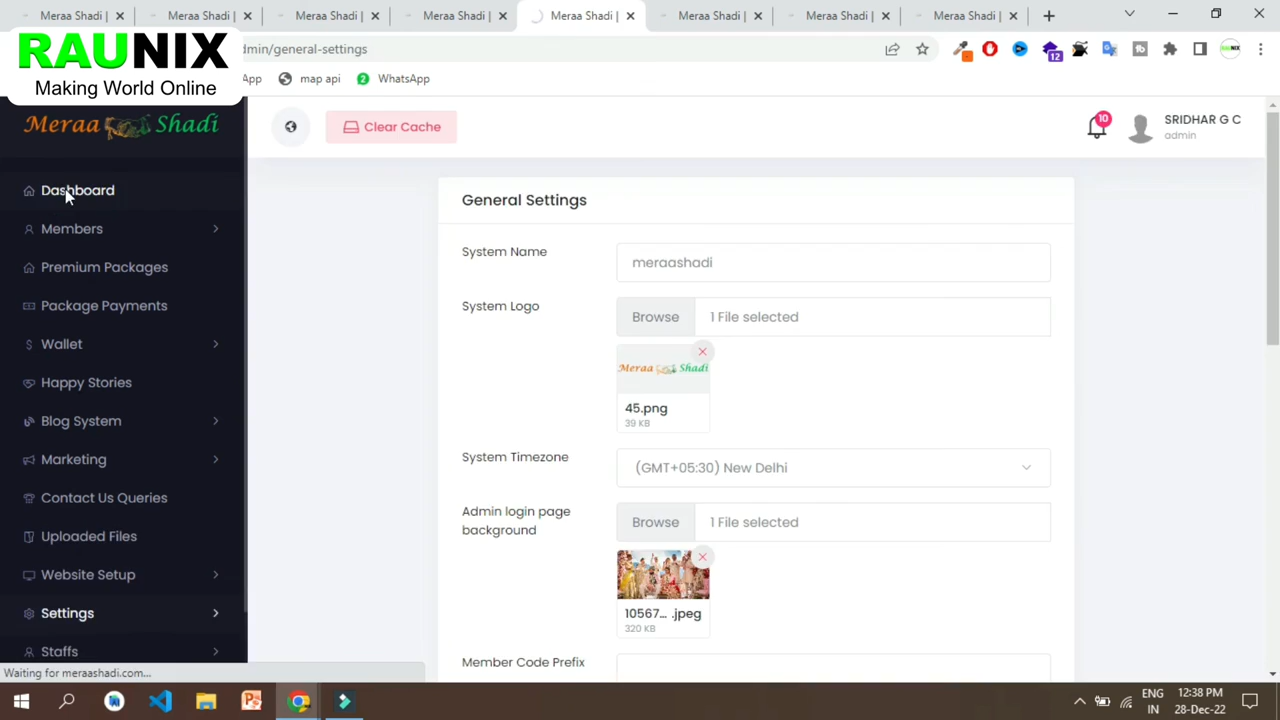 Meraa Shadi |
Meraa Shadi |
Meraa Shadi |
Meraa Shadi |
Meraa Shadi |
Meraa Shadi |
Meraa Shadi |
Meraa Shadi |
RAUNIX
Making World Online
dmin/general-settings
12
App
map api
2
WhatsApp
Meraa Shadi
Clear Cache
10
SRIDHAR G C
admin
Dashboard
Members
Premium Packages
Package Payments
Wallet
Happy Stories
Blog System
Marketing
Contact Us Queries
Uploaded Files
Website Setup
Settings
Staffs
General Settings
System Name
meraashadi
System Logo
Browse
1 File selected
Meraa Shadi
45.png
39 KB
System Timezone
(GMT+05:30) New Delhi
Admin login page
background
Browse
1 File selected
10567... .jpeg
320 KB
Member Code Prefix
Waiting for meraashadi.com...
ENG
IN
12:38 PM
28-Dec-22